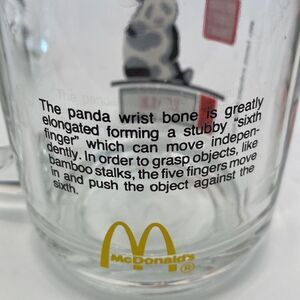 The panda wrist bone is greatly
elongated forming a stubby "sixth
finger" which can move indepen-
dently. In order to grasp objects, like
bamboo stalks, the five fingers move
in and push the object against the
sixth.
McDonald's
®